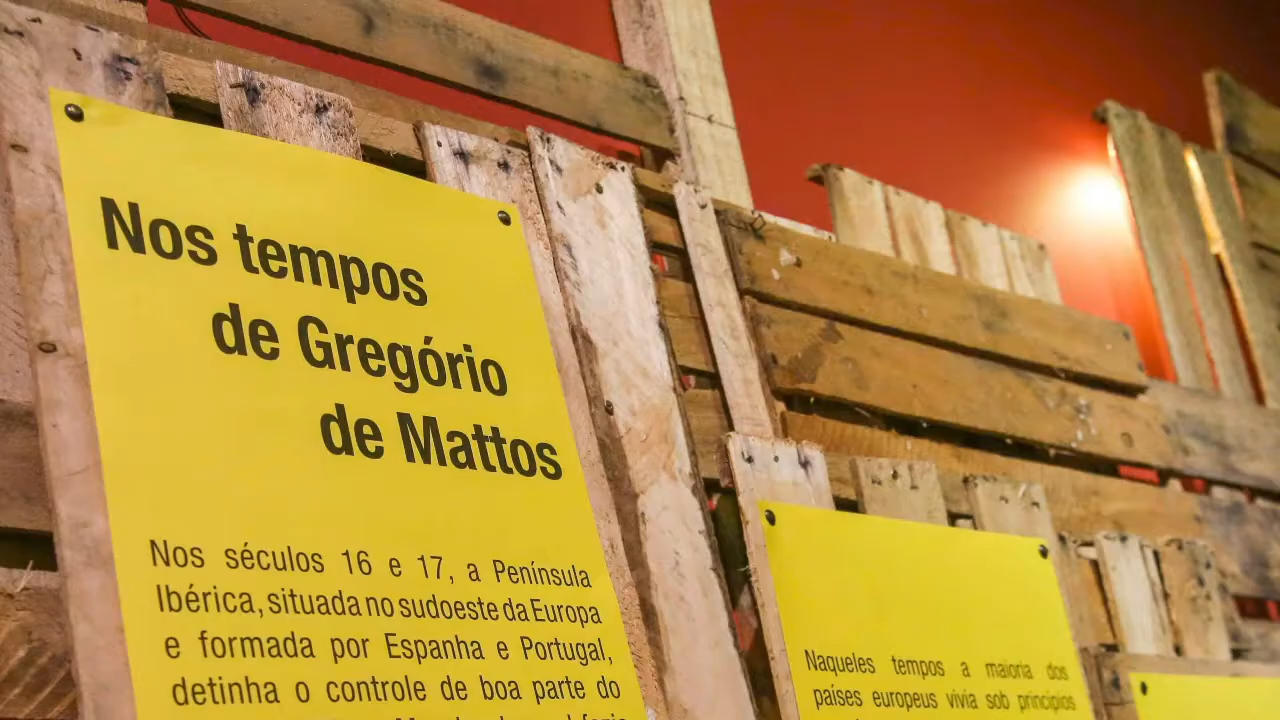 Nos tempos
de Gregório
de Mattos
Nos séculos 16 e 17, a Península
Ibérica, situada no sudoeste da Europa
e formada por Espanha e Portugal,
detinha o controle de boa parte do
Naqueles tempos a maioria dos
países europeus vivia sob princípios